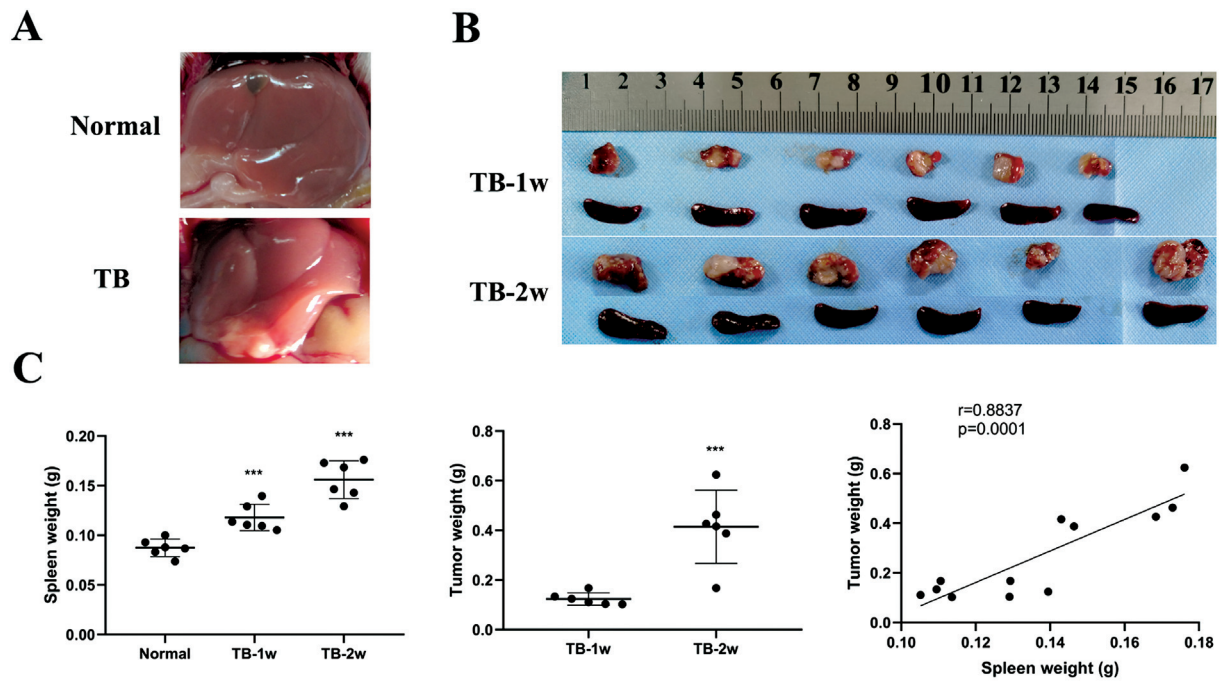 A
B
Normal
TB
1 2 3 4 5 6 7 8 9 10 11 12 13 14 15 16 17
TB-1w
TB-2w
C
Spleen weight (g)
0.20
0.15
0.10
0.05
0.00
***
***
Normal TB-1w TB-2w
Tumor weight (g)
0.8
0.6
0.4
0.2
0.0
***
TB-1w TB-2w
r=0.8837
p=0.0001
Tumor weight (g)
0.8
0.6
0.4
0.2
0.0
0.10 0.12 0.14 0.16 0.18
Spleen weight (g)